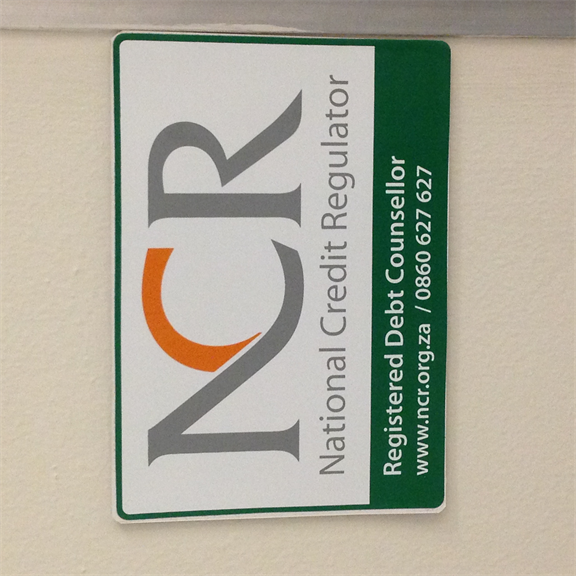 NCR
National Credit Regulator
Registered Debt Counsellor
www.ncr.org.za / 0860 627 627